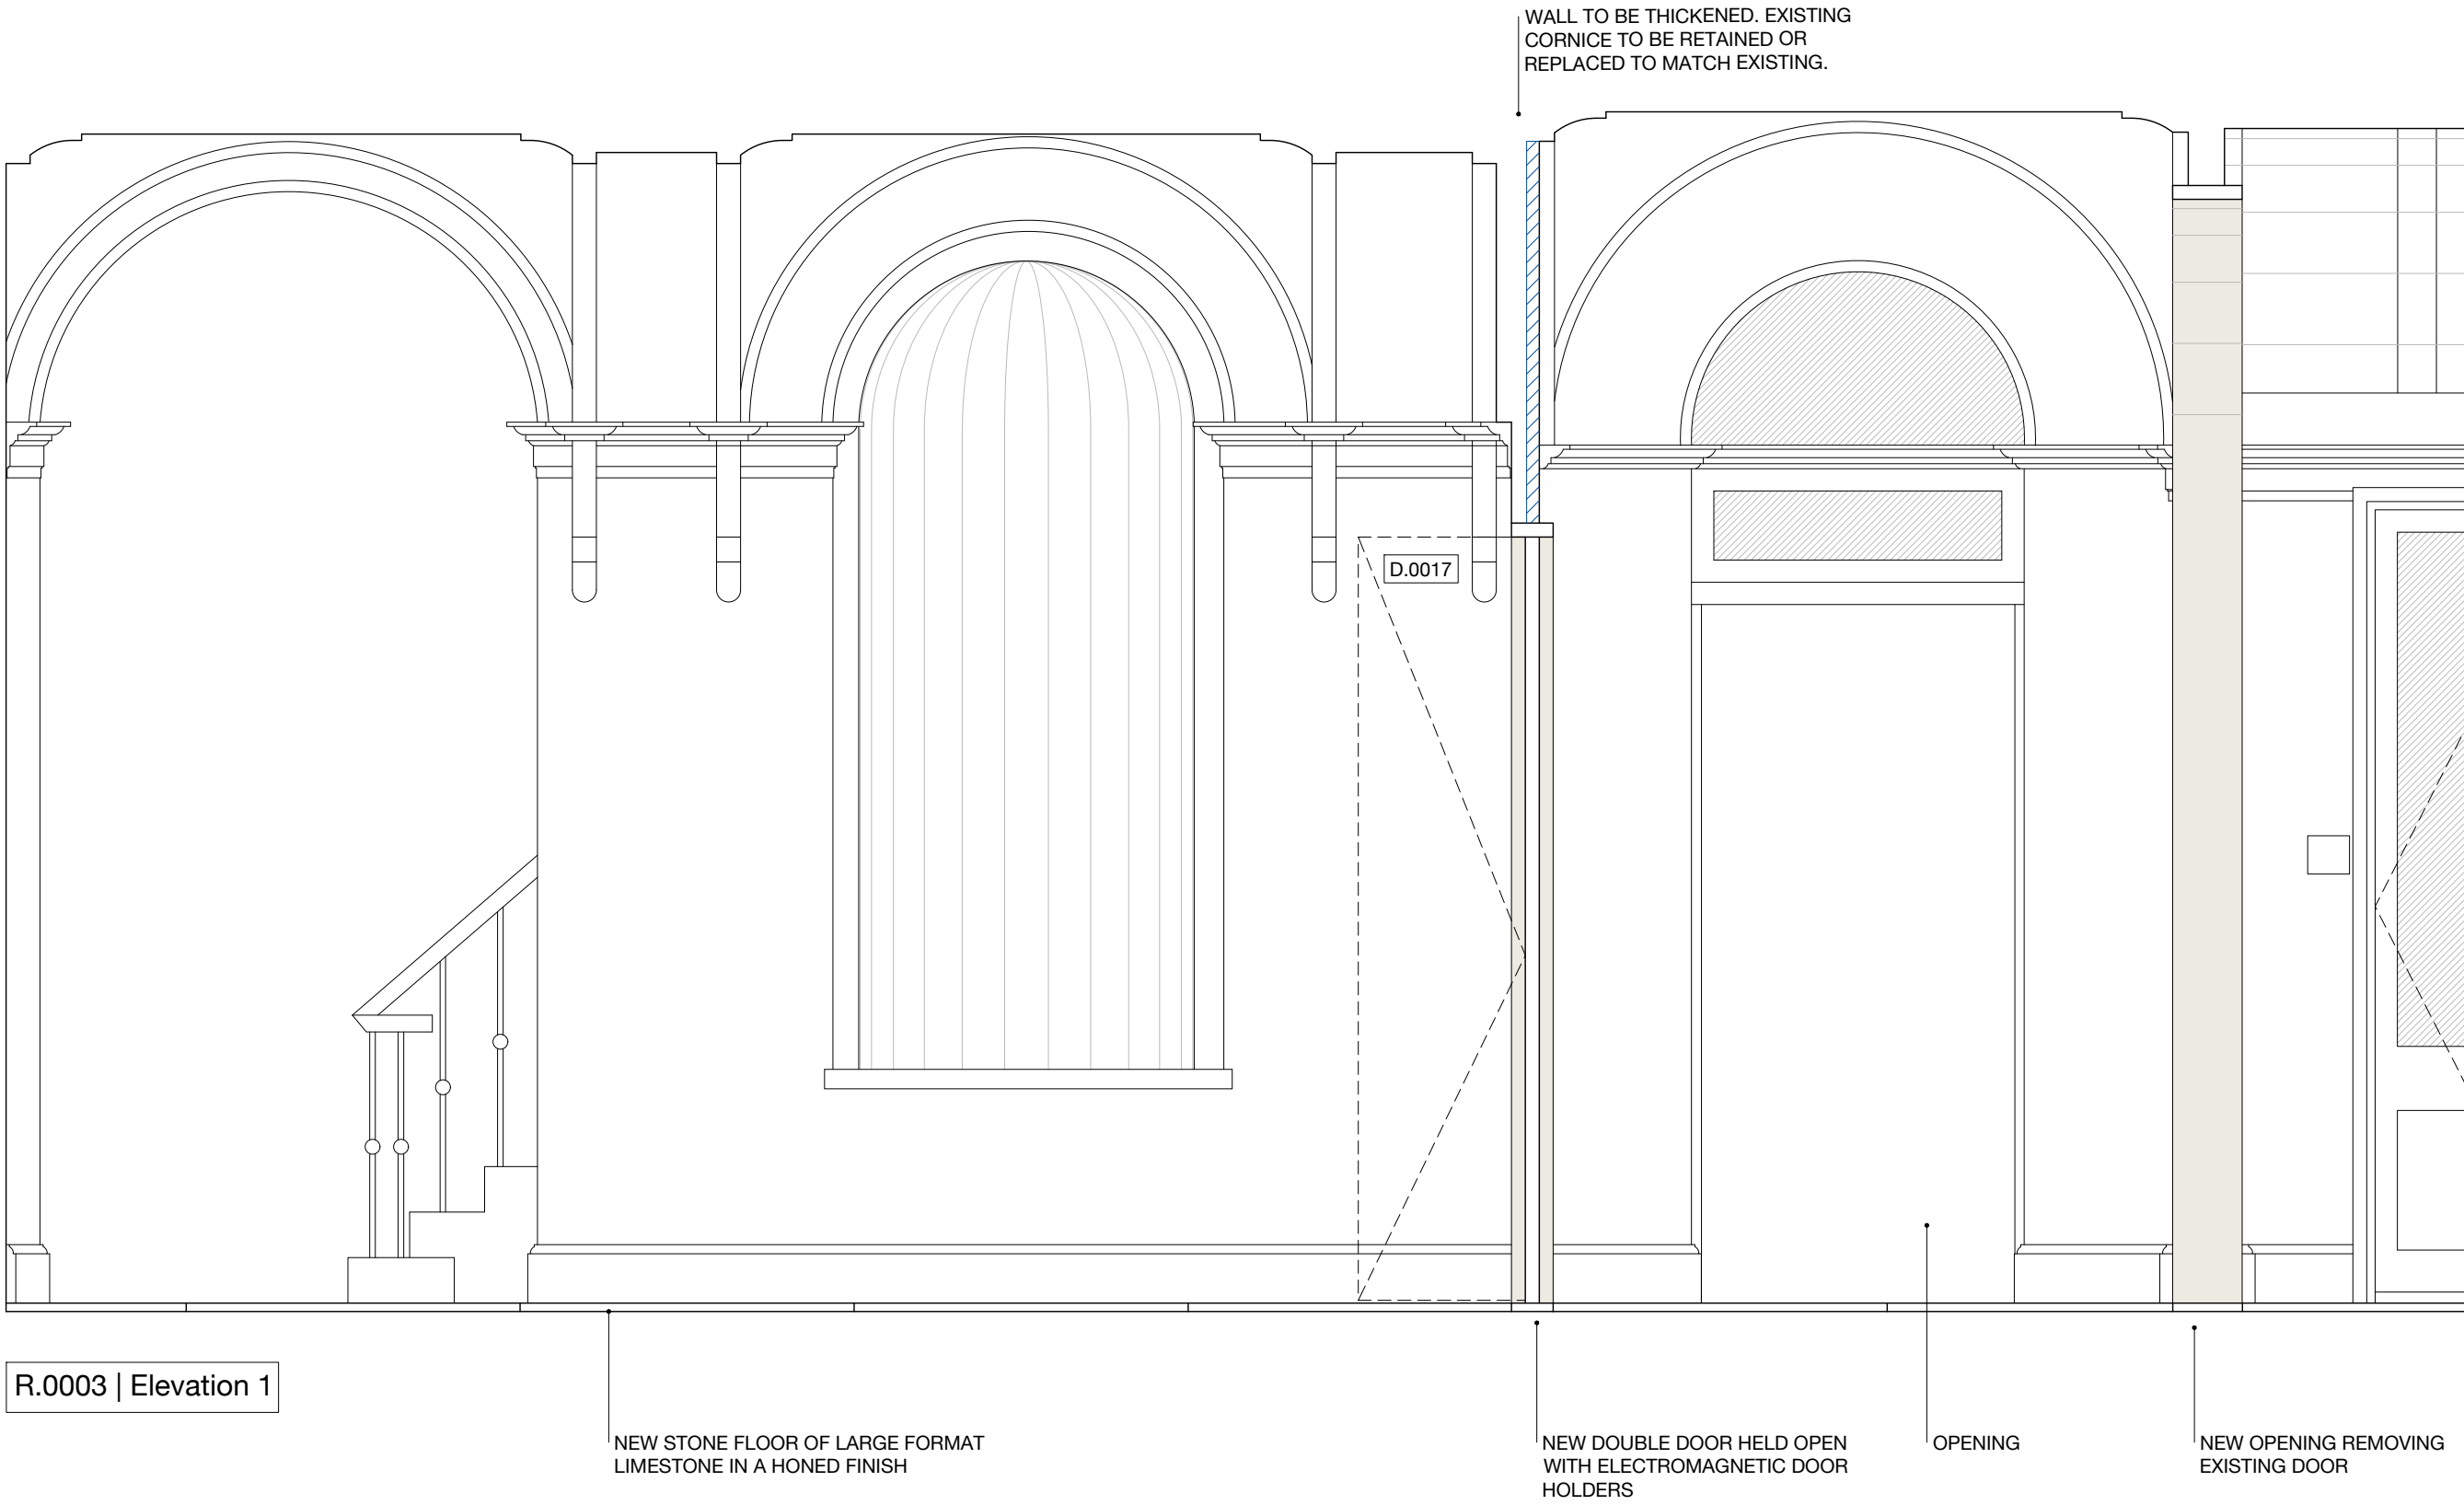 WALL TO BE THICKENED. EXISTING
CORNICE TO BE RETAINED OR
REPLACED TO MATCH EXISTING.
D.0017
R.0003 | Elevation 1
NEW STONE FLOOR OF LARGE FORMAT
LIMESTONE IN A HONED FINISH
NEW DOUBLE DOOR HELD OPEN
WITH ELECTROMAGNETIC DOOR
HOLDERS
OPENING
NEW OPENING REMOVING
EXISTING DOOR